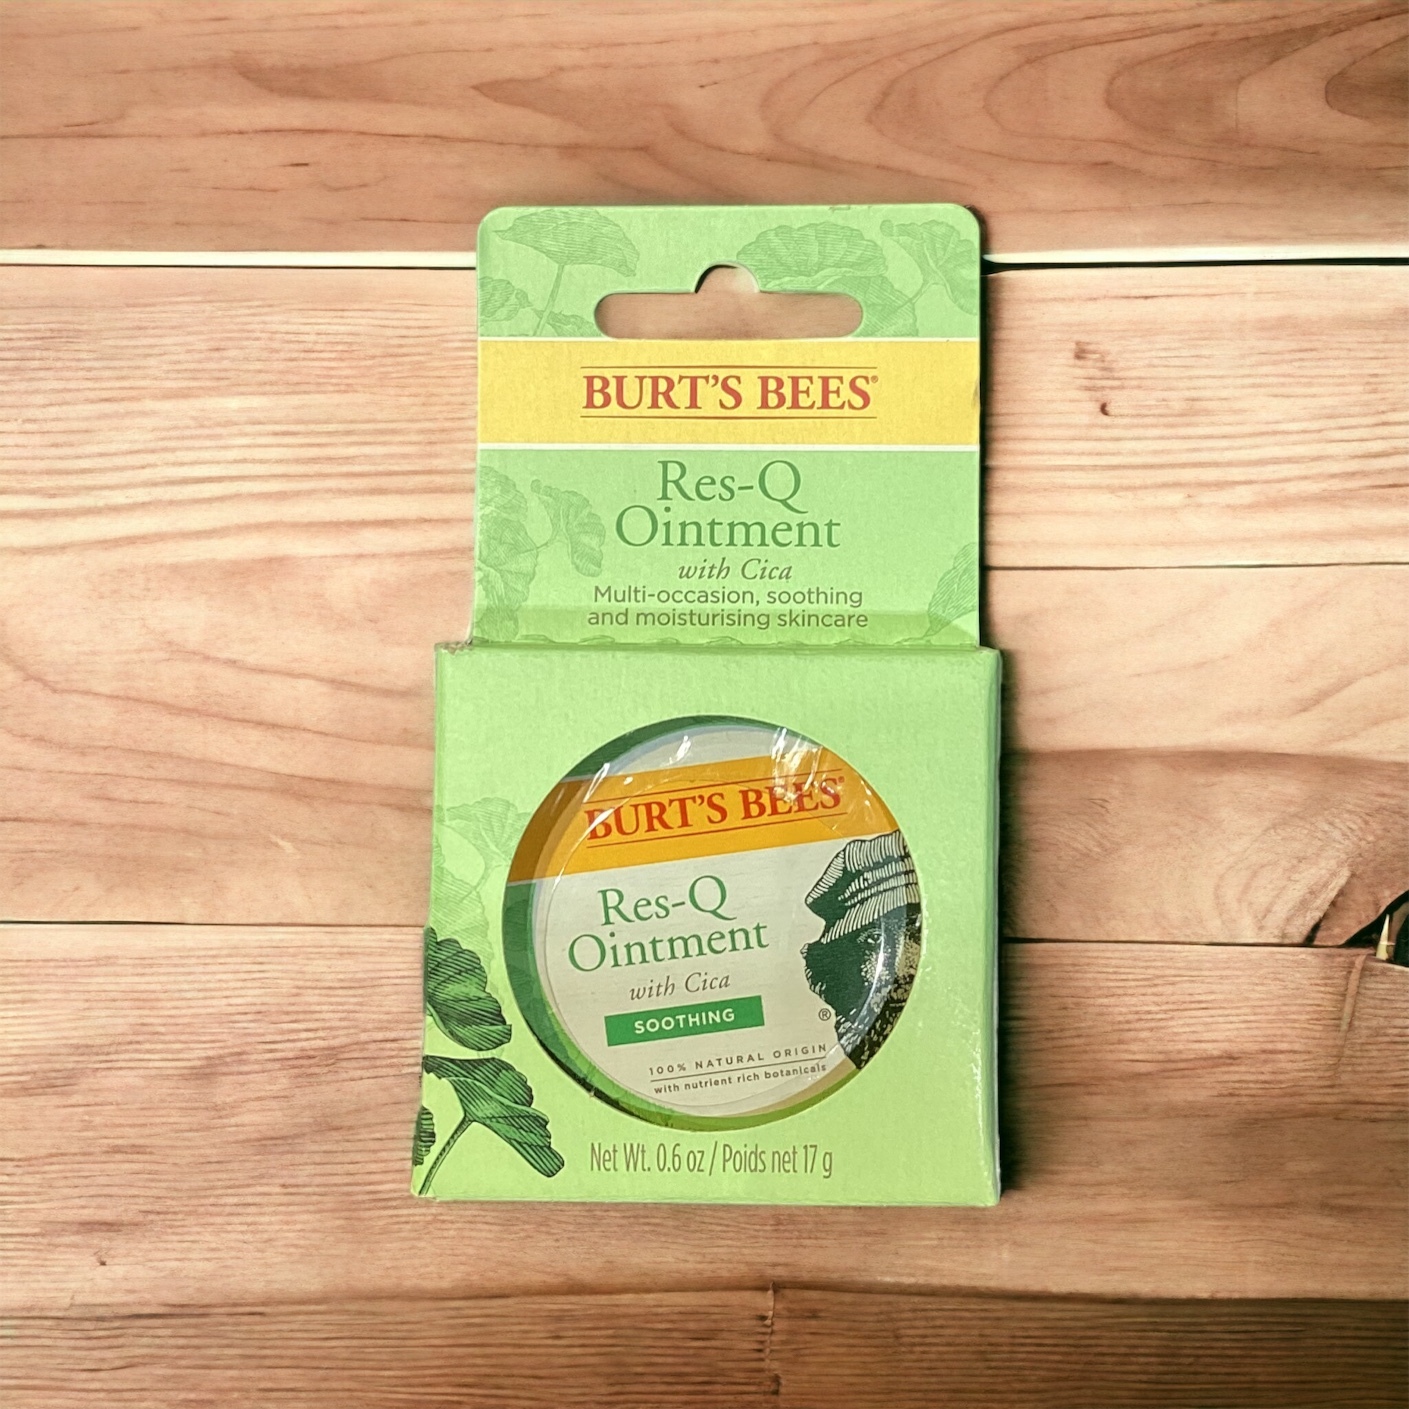 BURT'S BEES®
Res-Q
Ointment
with Cica
Multi-occasion, soothing
and moisturising skincare
BURT'S BEES®
Res-Q
Ointment
with Cica
SOOTHING
®
100% NATURAL ORIGIN
with nutrient rich botanicals
Net Wt. 0.6 oz / Poids net 17 g